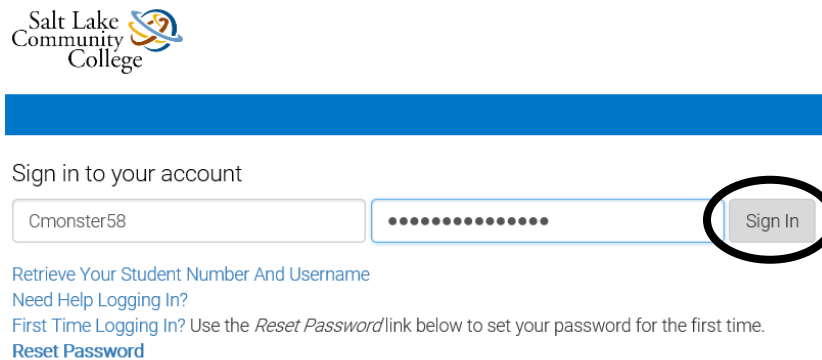 Salt Lake
Community
College
Sign in to your account
Cmonster58
•••••••••••••••
Sign In
Retrieve Your Student Number And Username
Need Help Logging In?
First Time Logging In? Use the Reset Password link below to set your password for the first time.
Reset Password